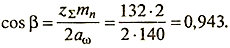 cos β = z_Σ m_n / 2a_ω = 132 · 2 / 2 · 140 = 0,943.